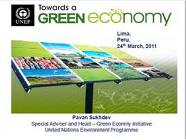 Towards a
GREEN economy
UNEP
Lima,
Peru,
24th March, 2011
Pavan Sukhdev
Special Adviser and Head – Green Economy Initiative
United Nations Environment Programme